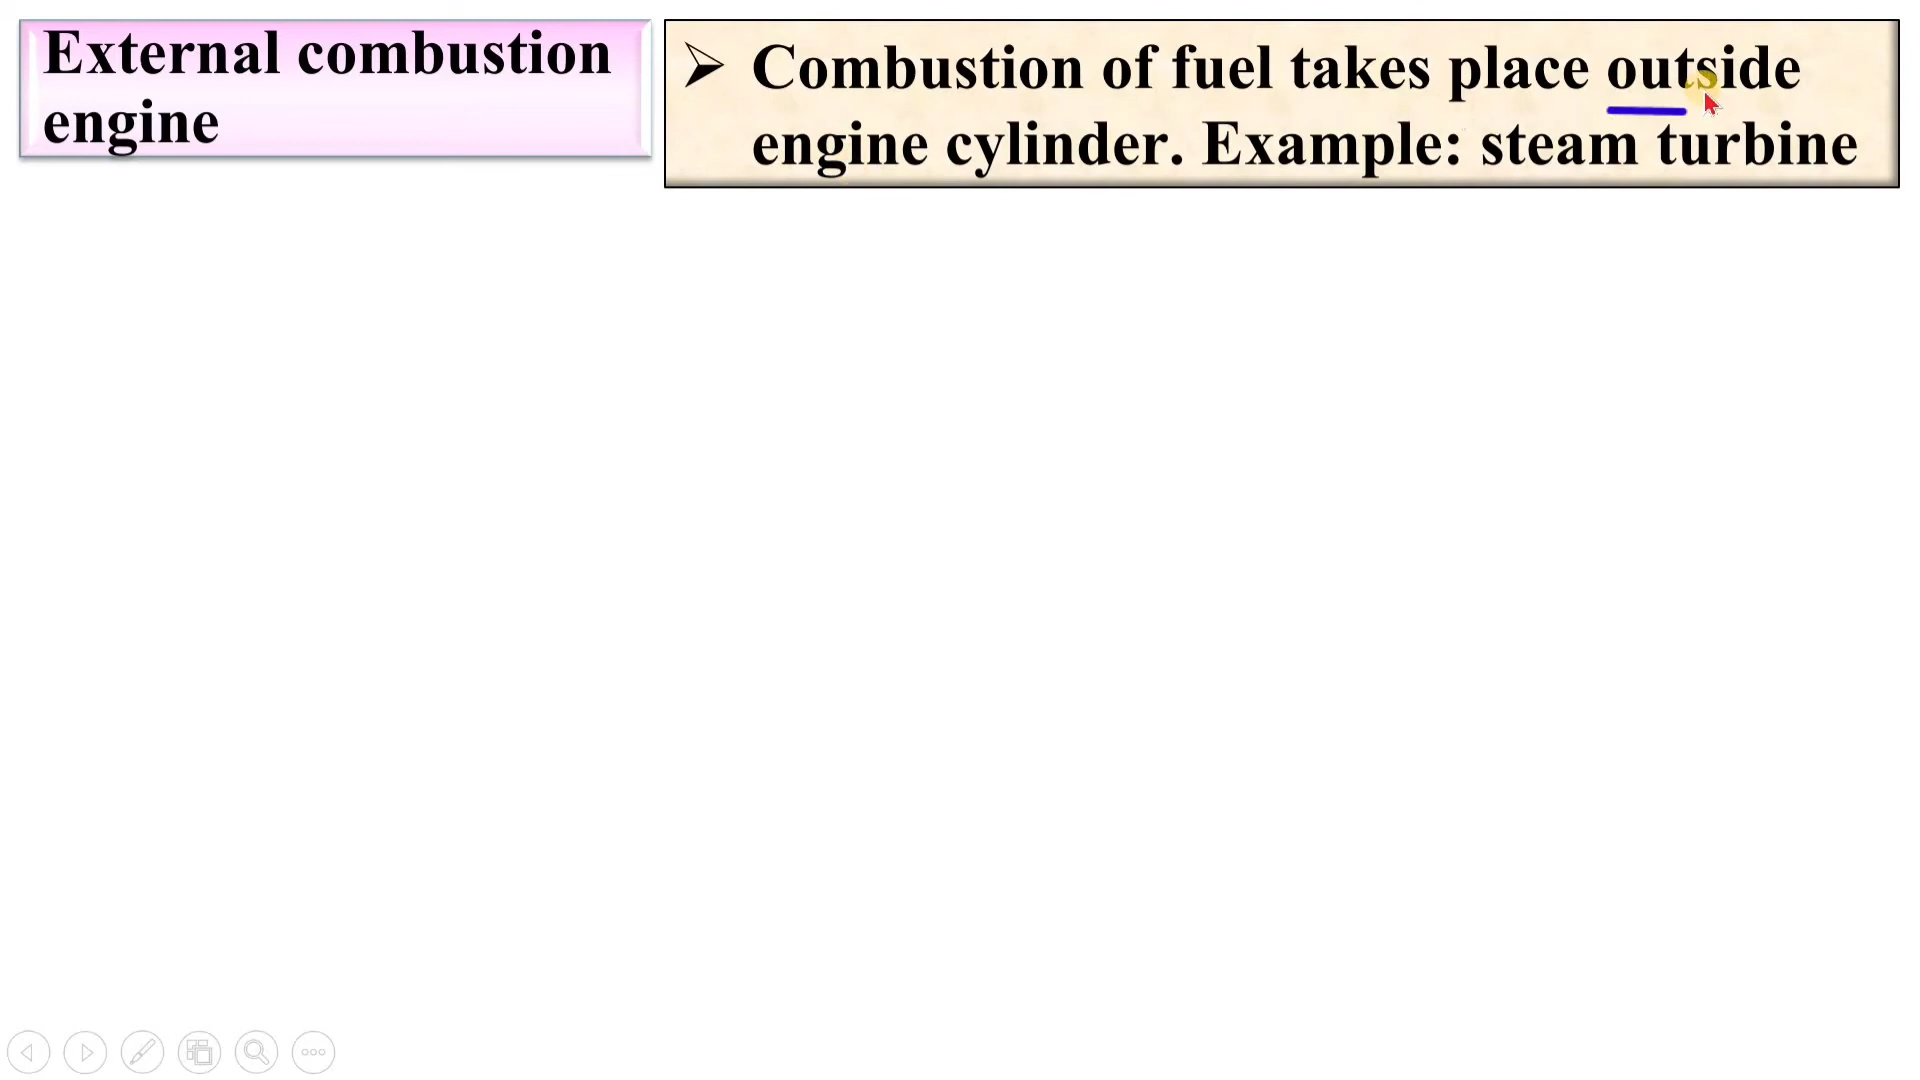 External combustion
engine
➢ Combustion of fuel takes place outside
engine cylinder. Example: steam turbine